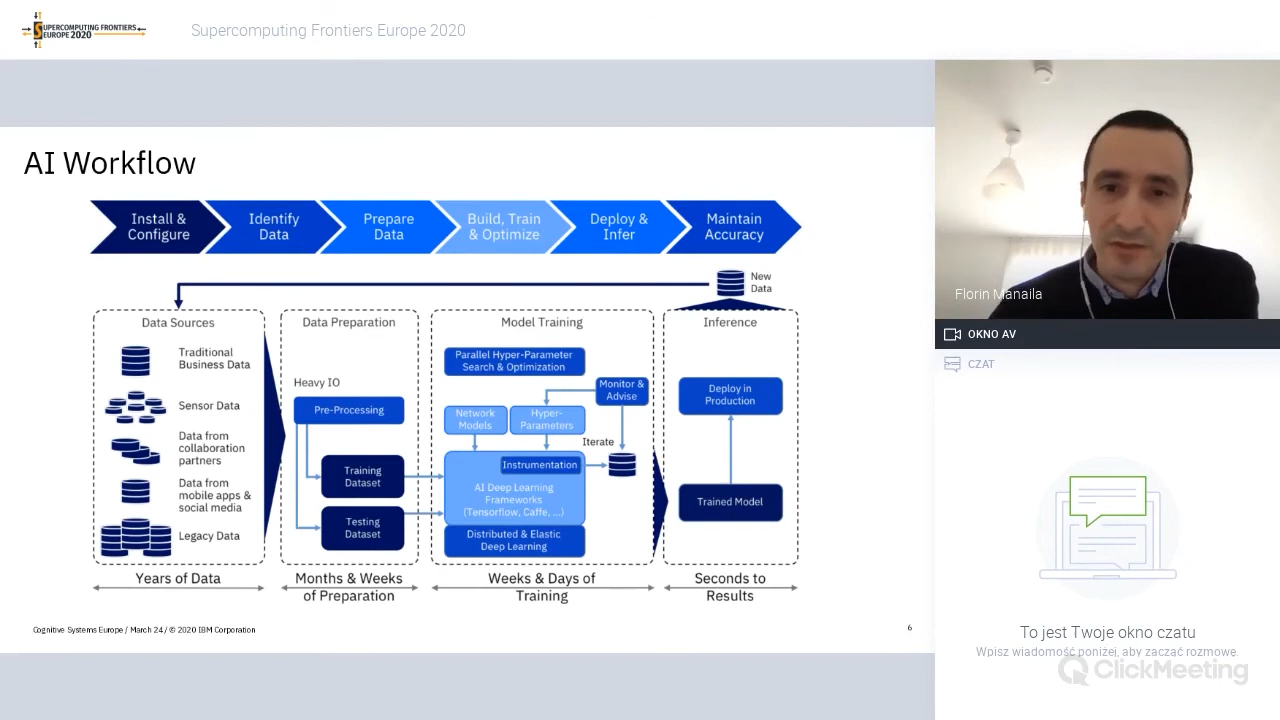 SUPERCOMPUTING FRONTIERS
EUROPE 2020
Supercomputing Frontiers Europe 2020
AI Workflow
Install &
Configure
Identify
Data
Prepare
Data
Build, Train
& Optimize
Deploy &
Infer
Maintain
Accuracy
New
Data
Data Sources
Traditional
Business Data
Sensor Data
Data from
collaboration
partners
Data from
mobile apps &
social media
Legacy Data
Years of Data
Data Preparation
Heavy IO
Pre-Processing
Training
Dataset
Testing
Dataset
Months & Weeks
of Preparation
Model Training
Parallel Hyper-Parameter
Search & Optimization
Monitor &
Advise
Network
Models
Hyper-
Parameters
Iterate
Instrumentation
AI Deep Learning
Frameworks
(Tensorflow, Caffe, ...)
Distributed & Elastic
Deep Learning
Weeks & Days of
Training
Inference
Deploy in
Production
Trained Model
Seconds to
Results
Cognitive Systems Europe / March 24 / © 2020 IBM Corporation
6
Florin Manaila
OKNO AV
CZAT
To jest Twoje okno czatu
Wpisz wiadomość poniżej, aby zacząć rozmowę.
ClickMeeting